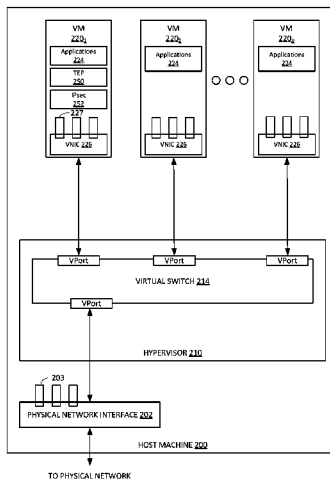 VM
220₁
Applications
224
TEP
250
IPsec
252
227
VNIC 226
VM
220₂
Applications
224
VNIC 226
VM
Applications
224
VNIC 226
VPort
VPort
VPort
VIRTUAL SWITCH 214
VPort
HYPERVISOR 210
203
PHYSICAL NETWORK INTERFACE 202
HOST MACHINE 200
TO PHYSICAL NETWORK